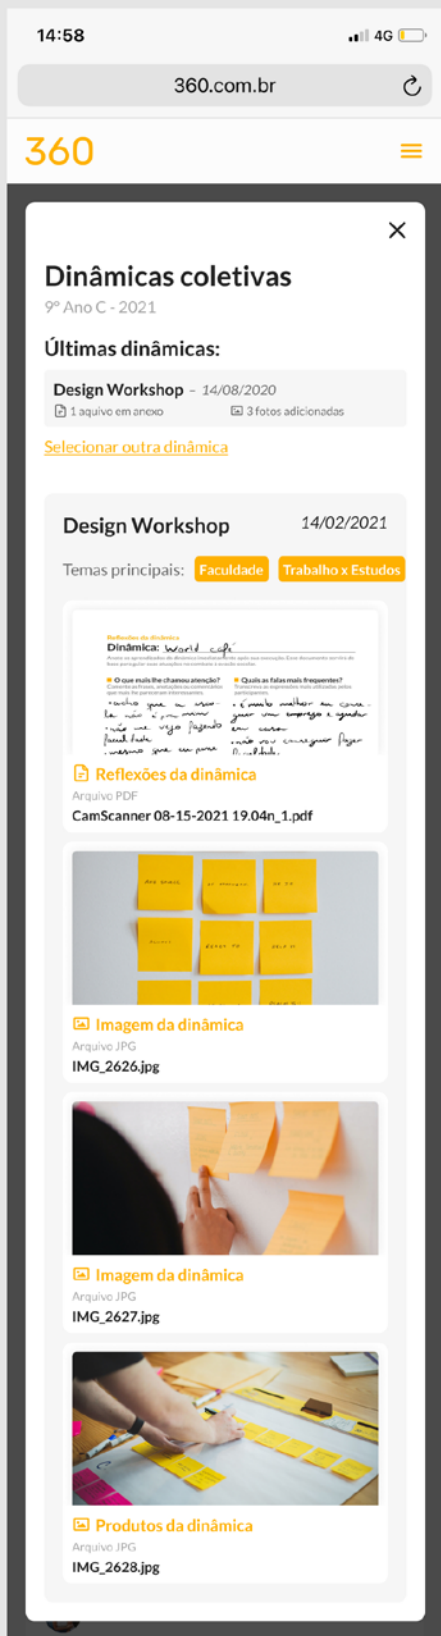 14:58
4G
360.com.br
360
Dinâmicas coletivas
9º Ano C - 2021
Últimas dinâmicas:
Design Workshop - 14/08/2020
1 aquivo em anexo
3 fotos adicionadas
Selecionar outra dinâmica
Design Workshop
14/02/2021
Temas principais: Faculdade Trabalho x Estudos
Reflexões da dinâmica
Dinâmica: World café
O que mais lhe chamou atenção?
Quais as falas mais frequentes?
Reflexões da dinâmica
Arquivo PDF
CamScanner 08-15-2021 19.04n_1.pdf
Imagem da dinâmica
Arquivo JPG
IMG_2626.jpg
Imagem da dinâmica
Arquivo JPG
IMG_2627.jpg
Produtos da dinâmica
Arquivo JPG
IMG_2628.jpg